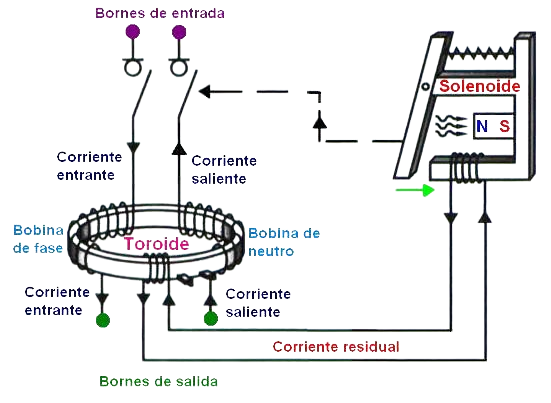 Bornes de entrada
Solenoide
N S
Corriente
entrante
Corriente
saliente
Bobina
de fase
Toroide
Bobina de
neutro
Corriente
entrante
Corriente
saliente
Corriente residual
Bornes de salida